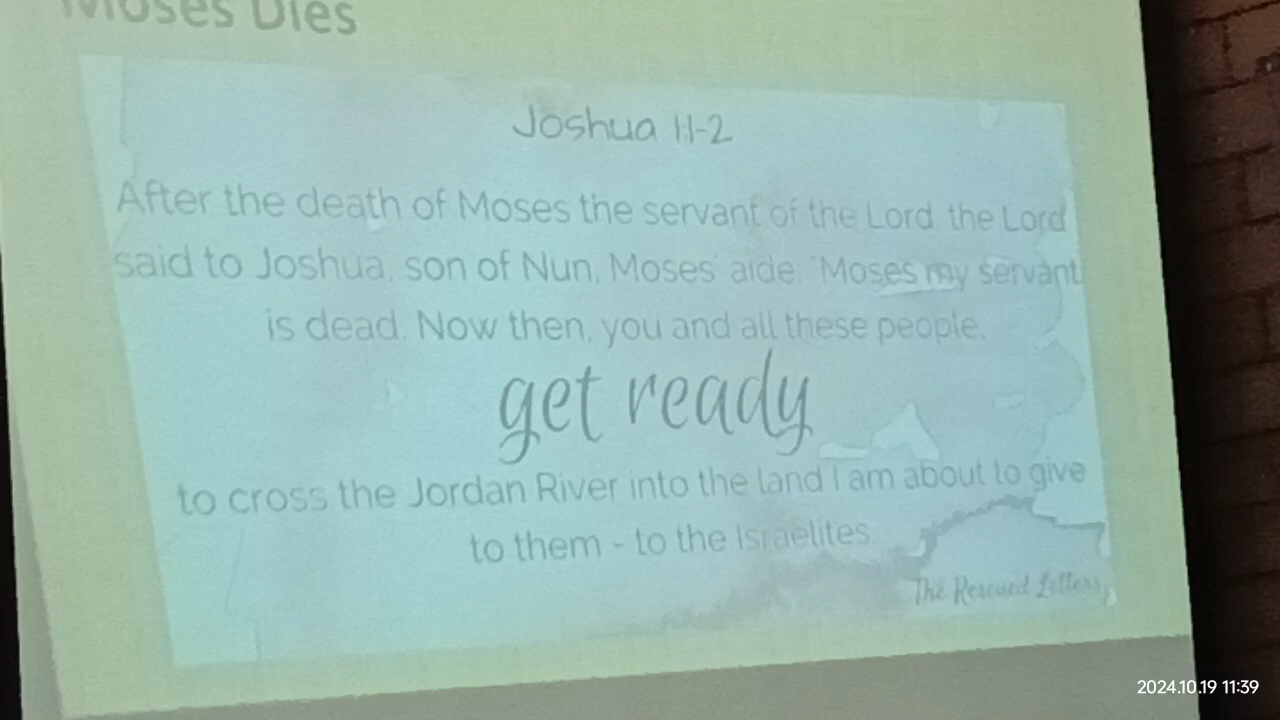 Moses Dies
Joshua 1:1-2
After the death of Moses the servant of the Lord, the Lord
said to Joshua, son of Nun, Moses' aide, "Moses my servant
is dead. Now then, you and all these people,
get ready
to cross the Jordan River into the land I am about to give
to them - to the Israelites.
The Rescued Letters
2024.10.19 11:39